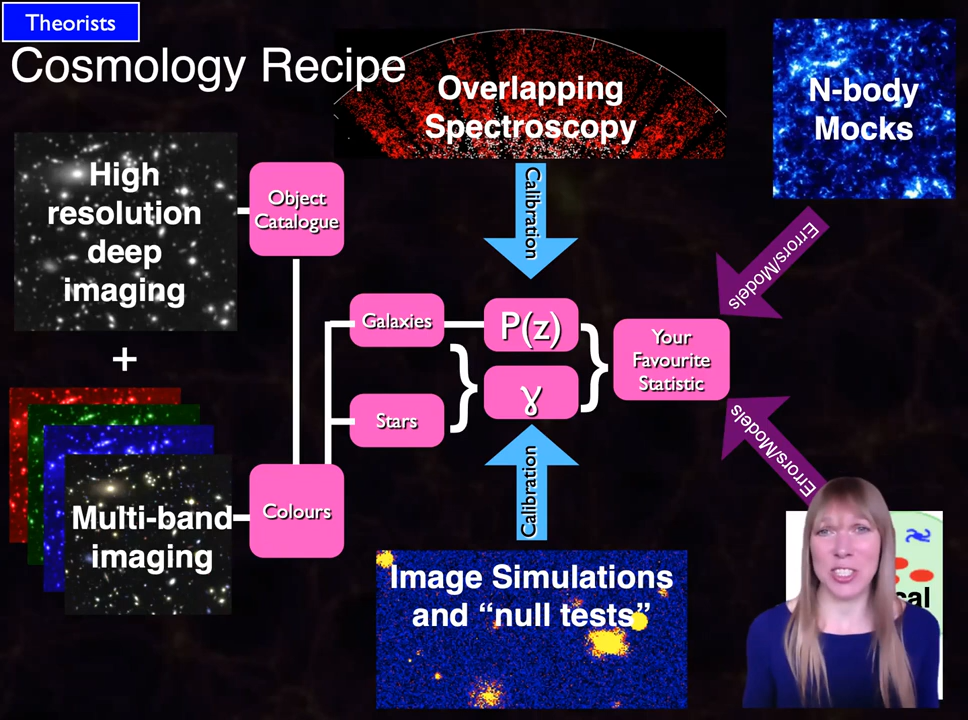 Theorists
Cosmology Recipe
Overlapping
Spectroscopy
N-body
Mocks
High
resolution
deep
imaging
Object
Catalogue
Calibration
Errors/Models
+
Galaxies
P(z)
}
Your
Favourite
Statistic
Stars
}
γ
Errors/Models
Multi-band
imaging
Colours
Calibration
Image Simulations
and “null tests”